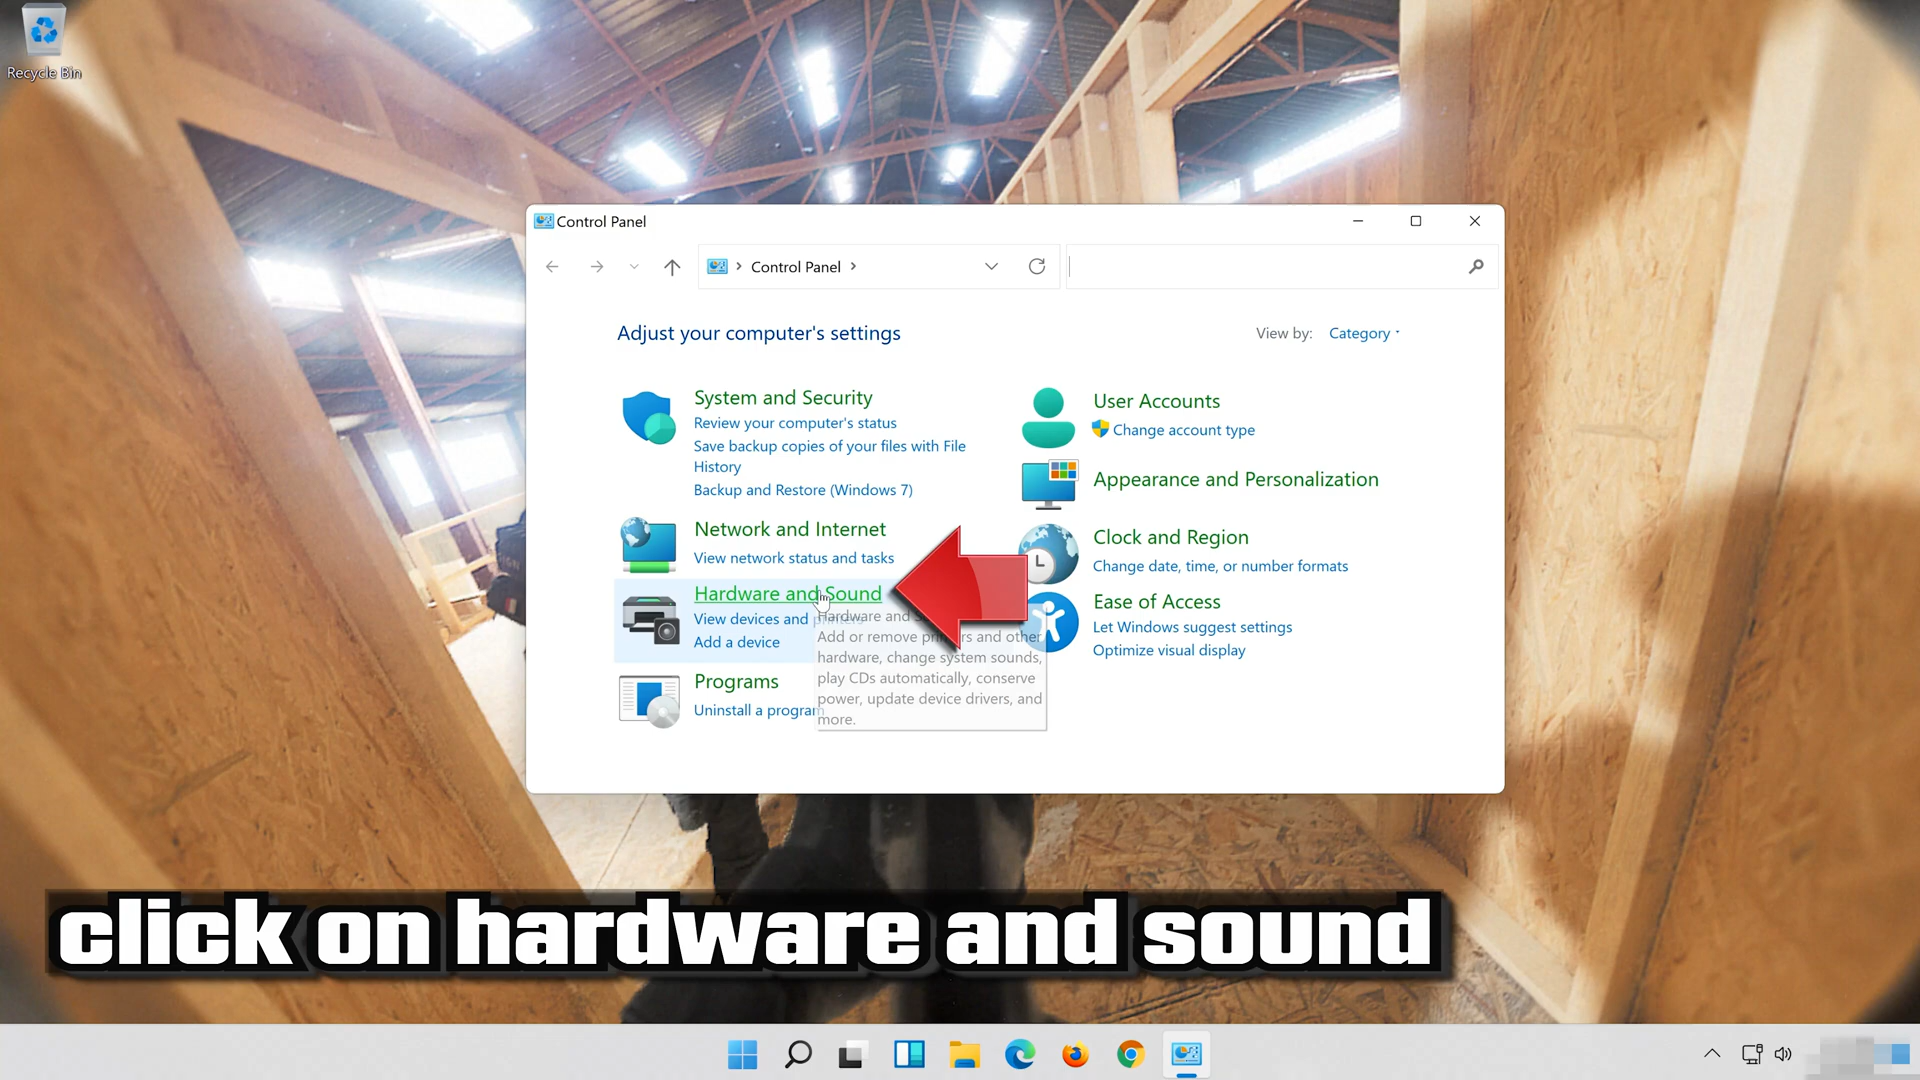 Recycle Bin
Control Panel
Control Panel
Adjust your computer's settings
View by: Category
System and Security
Review your computer's status
Save backup copies of your files with File
History
Backup and Restore (Windows 7)
Network and Internet
View network status and tasks
Hardware and Sound
View devices and printers
Add a device
Programs
Uninstall a program
User Accounts
Change account type
Appearance and Personalization
Clock and Region
Change date, time, or number formats
Ease of Access
Let Windows suggest settings
Optimize visual display
Hardware and S
Add or remove printers and other
hardware, change system sounds,
play CDs automatically, conserve
power, update device drivers, and
more.
click on hardware and sound